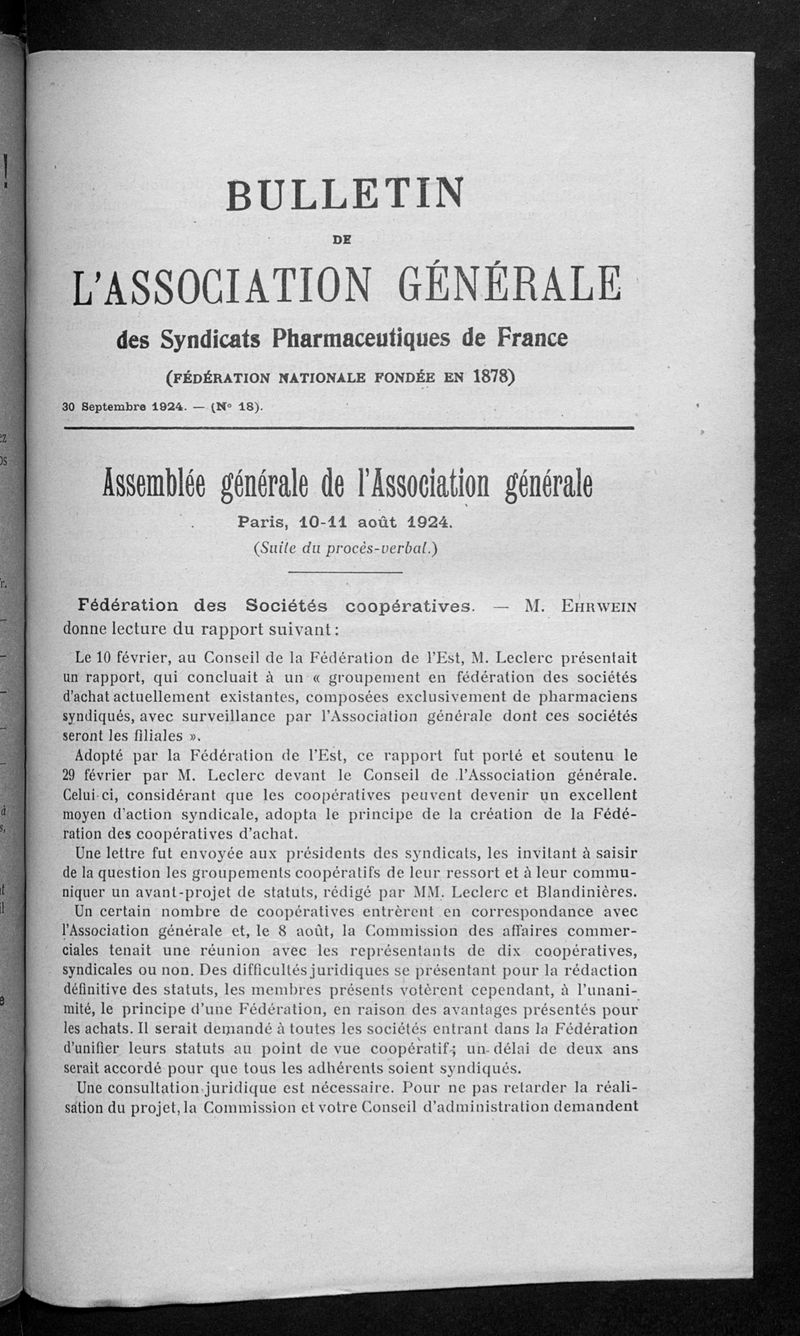 BULLETIN
DE
L'ASSOCIATION GÉNÉRALE
des Syndicats Pharmaceutiques de France
(FÉDÉRATION NATIONALE FONDÉE EN 1878)
30 Septembre 1924. — (N° 18).
Assemblée générale de l'Association générale
Paris, 10-11 août 1924.
(Suite du procès-verbal.)
Fédération des Sociétés coopératives. — M. EHRWEIN
donne lecture du rapport suivant :
Le 10 février, au Conseil de la Fédération de l'Est, M. Leclerc présentait
un rapport, qui concluait à un « groupement en fédération des sociétés
d'achat actuellement existantes, composées exclusivement de pharmaciens
syndiqués, avec surveillance par l'Association générale dont ces sociétés
seront les filiales ».
Adopté par la Fédération de l'Est, ce rapport fut porté et soutenu le
29 février par M. Leclerc devant le Conseil de l'Association générale.
Celui-ci, considérant que les coopératives peuvent devenir un excellent
moyen d'action syndicale, adopta le principe de la création de la Fédé-
ration des coopératives d'achat.
Une lettre fut envoyée aux présidents des syndicats, les invitant à saisir
de la question les groupements coopératifs de leur ressort et à leur commu-
niquer un avant-projet de statuts, rédigé par MM. Leclerc et Blandinières.
Un certain nombre de coopératives entrèrent en correspondance avec
l'Association générale et, le 8 août, la Commission des affaires commer-
ciales tenait une réunion avec les représentants de dix coopératives,
syndicales ou non. Des difficultés juridiques se présentant pour la rédaction
définitive des statuts, les membres présents votèrent cependant, à l'unani-
mité, le principe d'une Fédération, en raison des avantages présentés pour
les achats. Il serait demandé à toutes les sociétés entrant dans la Fédération
d'unifier leurs statuts au point de vue coopératif ; un délai de deux ans
serait accordé pour que tous les adhérents soient syndiqués.
Une consultation juridique est nécessaire. Pour ne pas retarder la réali-
sation du projet, la Commission et votre Conseil d'administration demandent